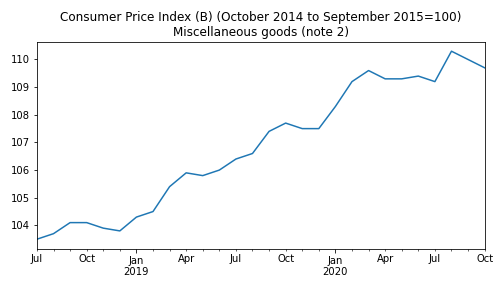 Consumer Price Index (B) (October 2014 to September 2015=100)
Miscellaneous goods (note 2)
110
109
108
107
106
105
104
Jul Oct Jan Apr Jul Oct Jan Apr Jul Oct
2019 2020